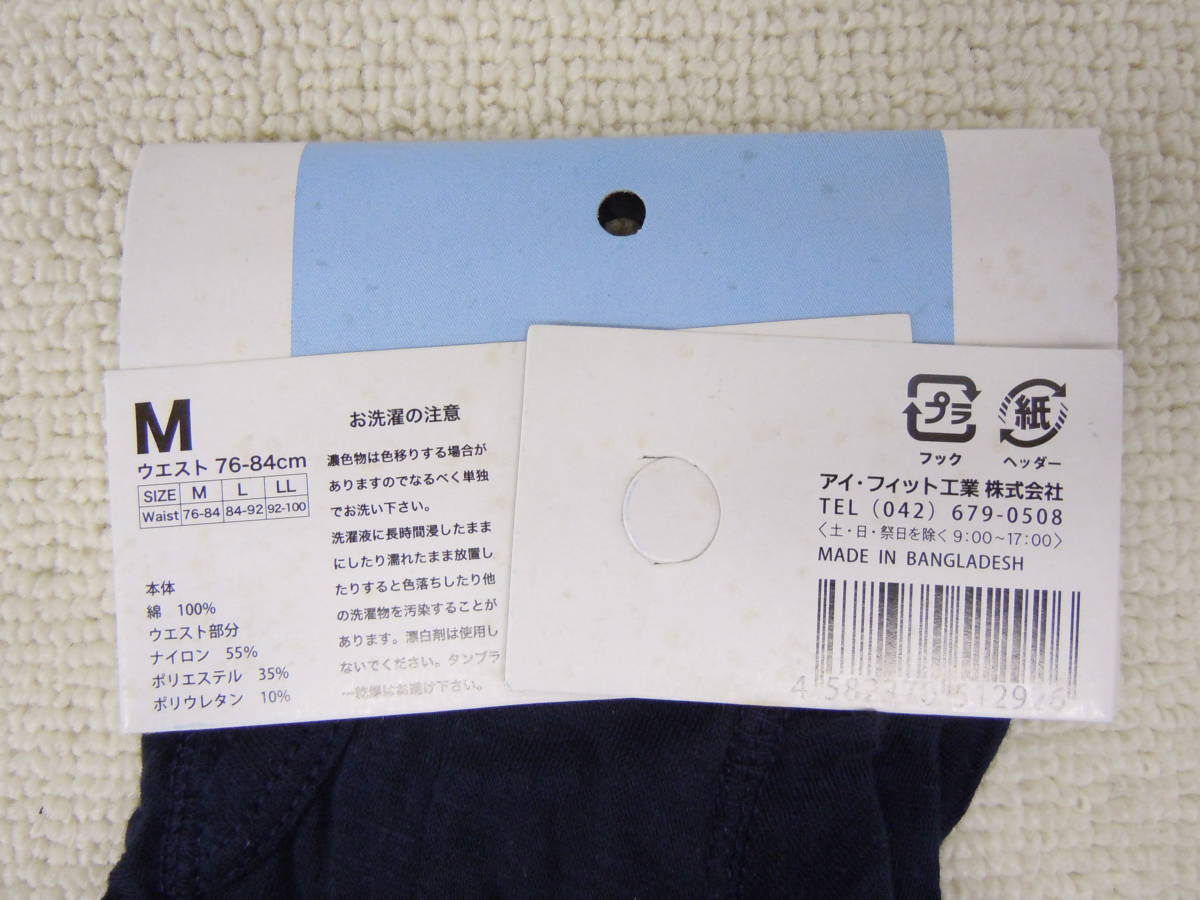 M
ウエスト 76-84cm
SIZE M L LL
Waist 76-84 84-92 92-100
本体
綿 100%
ウエスト部分
ナイロン 55%
ポリエステル 35%
ポリウレタン 10%
お洗濯の注意
濃色物は色移りする場合が
ありますのでなるべく単独
でお洗い下さい。
洗濯液に長時間浸したまま
にしたり濡れたまま放置し
たりすると色落ちしたり他
の洗濯物を汚染することが
あります。漂白剤は使用し
ないでください。タンブラ
ー乾燥はお避け下さい。
プラ
フック
紙
ヘッダー
アイ・フィット工業 株式会社
TEL (042) 679-0508
〈土・日・祭日を除く 9:00~17:00〉
MADE IN BANGLADESH